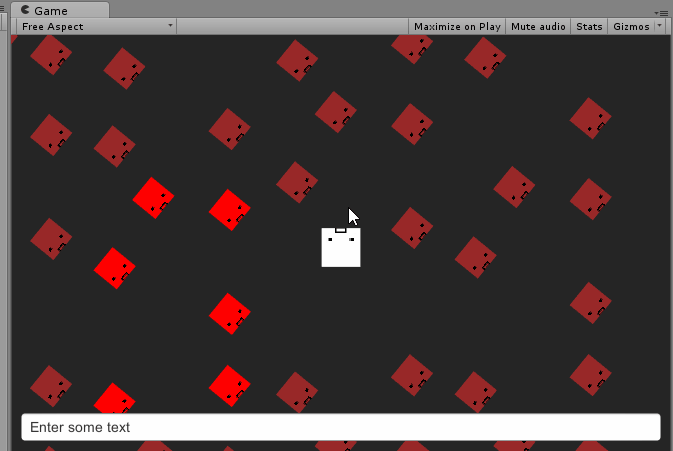 Game
Free Aspect
Maximize on Play
Mute audio
Stats
Gizmos
Enter some text